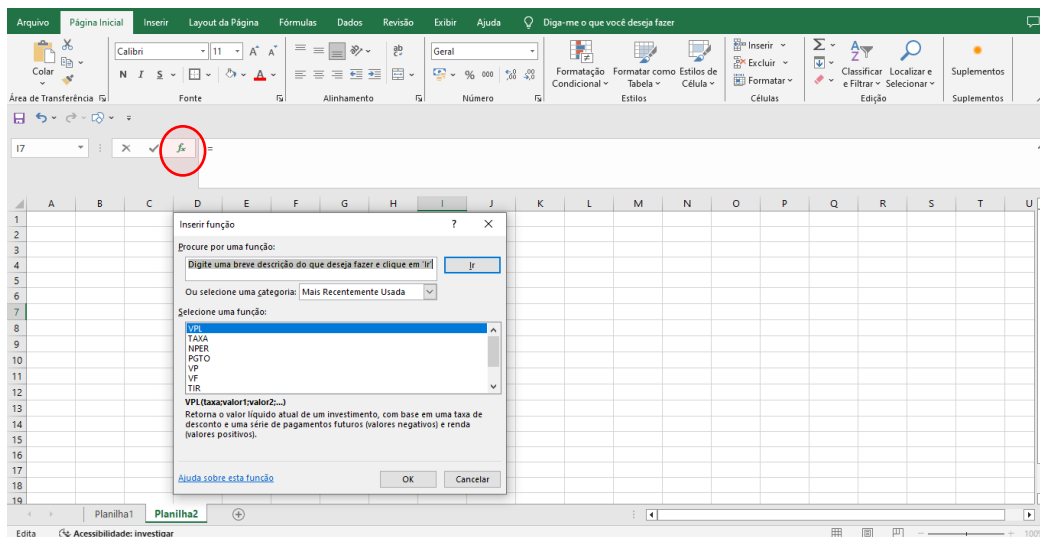 Arquivo Página Inicial Inserir Layout da Página Fórmulas Dados Revisão Exibir Ajuda Diga-me o que você deseja fazer
Colar
Área de Transferência
Calibri 11 A A
N I S A
Fonte
ab
Alinhamento
Geral
% 000
Número
Formatação Condicional
Formatar como Tabela
Estilos de Célula
Estilos
Inserir
Excluir
Formatar
Células
Classificar e Filtrar
Localizar e Selecionar
Edição
Suplementos
Suplementos
I7 fx =
A B C D E F G H I J K L M N O P Q R S T U
1
2
3
4
5
6
7
8
9
10
11
12
13
14
15
16
17
18
19
Inserir função ?
Procure por uma função:
Digite uma breve descrição do que deseja fazer e clique em 'Ir'
Ir
Ou selecione uma categoria: Mais Recentemente Usada
Selecione uma função:
VPL
TAXA
NPER
PGTO
VP
VF
TIR
VPL(taxa;valor1;valor2;...)
Retorna o valor líquido atual de um investimento, com base em uma taxa de
desconto e uma série de pagamentos futuros (valores negativos) e renda
(valores positivos).
Ajuda sobre esta função
OK Cancelar
Planilha1 Planilha2
Edita Acessibilidade: investigar